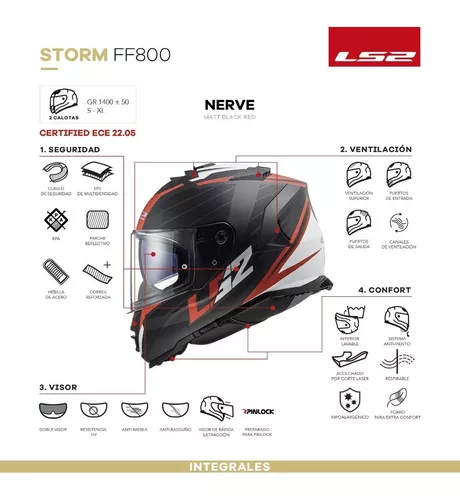 STORM FF800
LS2
2 CALOTAS
GR 1400 ± 50
S - XL
CERTIFIED ECE 22.05
NERVE
MATT BLACK RED
1. SEGURIDAD
CORREAS
DE SEGURIDAD
EPS
DE MULTIDENSIDAD
KPA
PARCHE
REFLECTIVO
HEBILLA
DE ACERO
CORREA
REFORZADA
2. VENTILACIÓN
VENTILACIÓN
SUPERIOR
PUERTOS
DE ENTRADA
PUERTOS
DE SALIDA
CANALES
DE VENTILACIÓN
LS2
4. CONFORT
INTERIOR
LAVABLE
SISTEMA
ANTI-VIENTO
ACOLCHADO
POR CORTE LASER
RESPIRABLE
HIPOALARGÉNICO
FORRO
PARA EXTRA CONFORT
3. VISOR
DOBLE VISOR
RESISTENCIA
UV
ANTI NIEBLA
ANTI RASGUÑO
VISOR DE RÁPIDA
EXTRACCIÓN
PINLOCK
PREPARADO
PARA PINLOCK
INTEGRALES